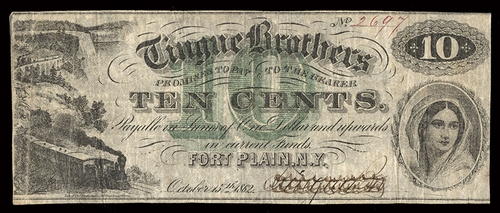 No 2697
Tingue Brothers
10
PROMISES TO PAY TO THE BEARER
TEN CENTS.
10
Payable in Sums of One Dollar and upwards
in current Funds.
FORT PLAIN, N.Y.
October 15th 1862.